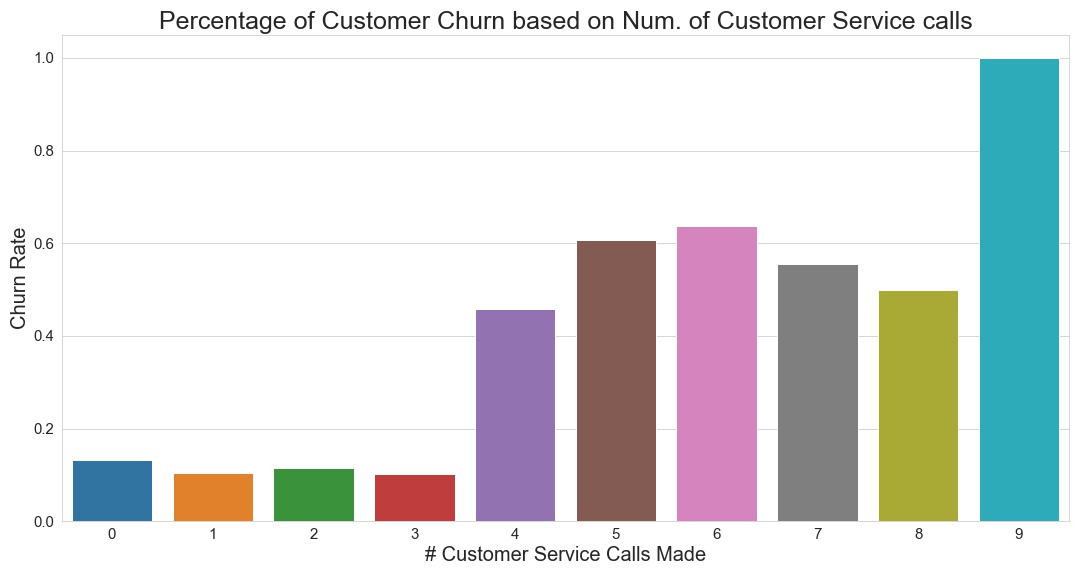 Percentage of Customer Churn based on Num. of Customer Service calls
1.0
0.8
0.6
0.4
0.2
0.0
Churn Rate
0 1 2 3 4 5 6 7 8 9
# Customer Service Calls Made